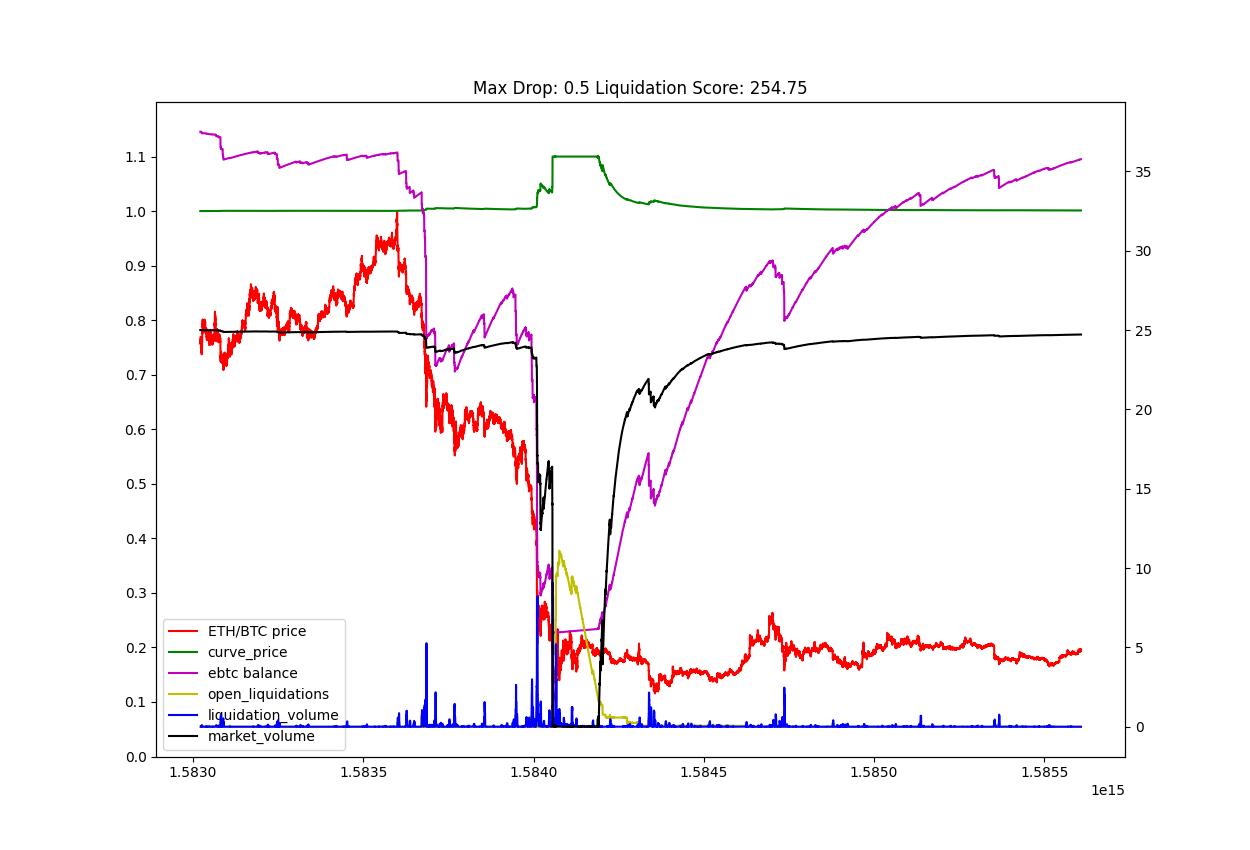 Max Drop: 0.5 Liquidation Score: 254.75
1.1
1.0
0.9
0.8
0.7
0.6
0.5
0.4
0.3
0.2
0.1
0.0
35
30
25
20
15
10
5
0
ETH/BTC price
curve_price
ebtc balance
open_liquidations
liquidation_volume
market_volume
1.5830 1.5835 1.5840 1.5845 1.5850 1.5855
1e15